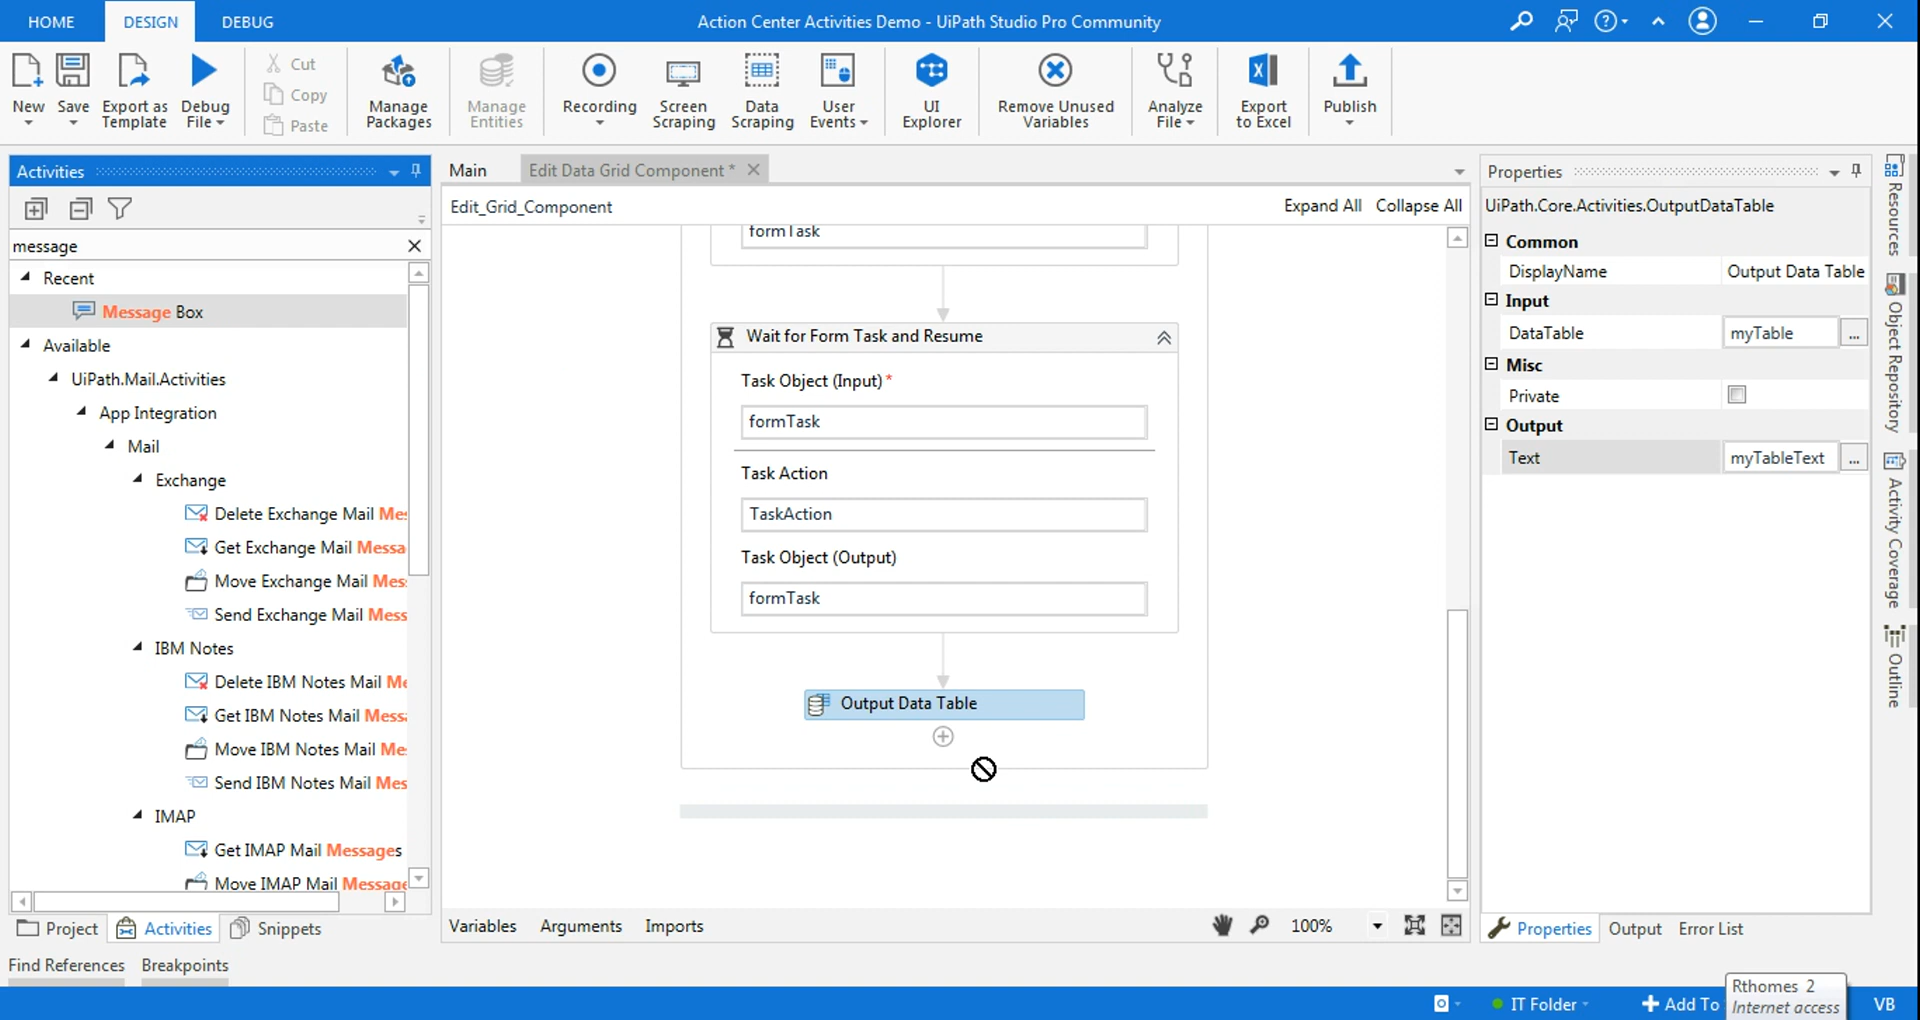 HOME
DESIGN
DEBUG
Action Center Activities Demo - UiPath Studio Pro Community
New
Save
Export as Template
Debug File
Cut
Copy
Paste
Manage Packages
Manage Entities
Recording
Screen Scraping
Data Scraping
User Events
UI Explorer
Remove Unused Variables
Analyze File
Export to Excel
Publish
Activities
message
Recent
Message Box
Available
UiPath.Mail.Activities
App Integration
Mail
Exchange
Delete Exchange Mail Mes
Get Exchange Mail Messa
Move Exchange Mail Mes
Send Exchange Mail Mess
IBM Notes
Delete IBM Notes Mail Me
Get IBM Notes Mail Mess
Move IBM Notes Mail Me
Send IBM Notes Mail Mes
IMAP
Get IMAP Mail Messages
Move IMAP Mail Message
Project
Activities
Snippets
Find References
Breakpoints
Main
Edit Data Grid Component *
Edit_Grid_Component
Expand All
Collapse All
formTask
Wait for Form Task and Resume
Task Object (Input) *
formTask
Task Action
TaskAction
Task Object (Output)
formTask
Output Data Table
Variables
Arguments
Imports
100%
Properties
UiPath.Core.Activities.OutputDataTable
Common
DisplayName
Output Data Table
Input
DataTable
myTable
...
Misc
Private
Output
Text
myTableText
...
Properties
Output
Error List
Resources
Object Repository
Activity Coverage
Outline
IT Folder
Add To
Rthomes 2
Internet access
VB